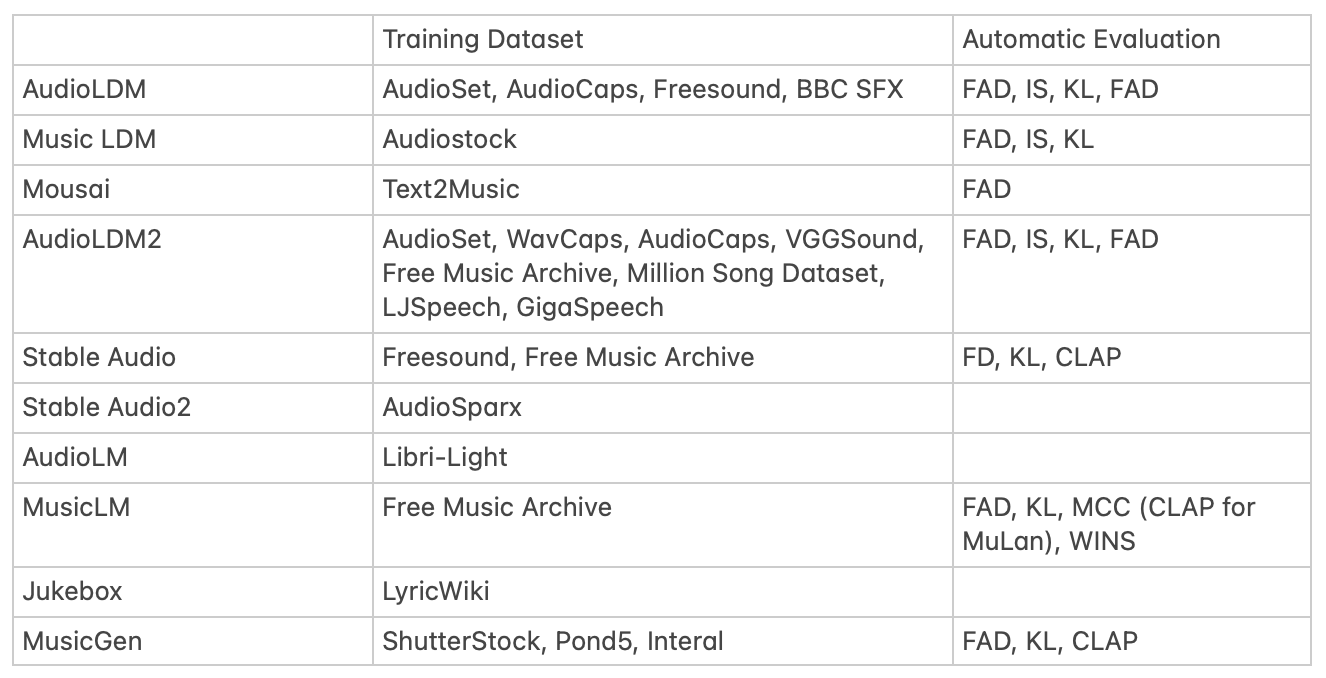 Training Dataset Automatic Evaluation
AudioLDM AudioSet, AudioCaps, Freesound, BBC SFX FAD, IS, KL, FAD
Music LDM Audiostock FAD, IS, KL
Mousai Text2Music FAD
AudioLDM2 AudioSet, WavCaps, AudioCaps, VGGSound, FAD, IS, KL, FAD
Free Music Archive, Million Song Dataset,
LJSpeech, GigaSpeech
Stable Audio Freesound, Free Music Archive FD, KL, CLAP
Stable Audio2 AudioSparx
AudioLM Libri-Light
MusicLM Free Music Archive FAD, KL, MCC (CLAP for
MuLan), WINS
Jukebox LyricWiki
MusicGen ShutterStock, Pond5, Interal FAD, KL, CLAP